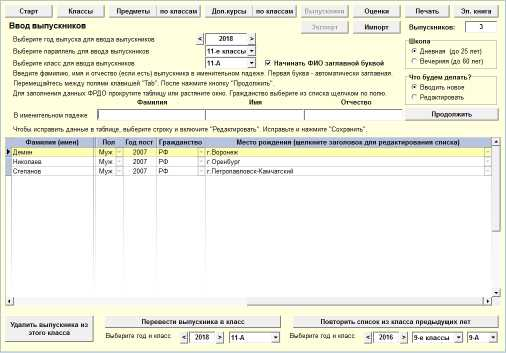 Старт Классы Предметы по классам Доп.курсы по классам Выпускники Оценки Печать Эл. книга
Ввод выпускников Экспорт Импорт Выпускников: 3
Выберите год выпуска для ввода выпускников < 2018 >
Выберите параллель для ввода выпускников 11-е классы
Выберите класс для ввода выпускников 11-А Начинать ФИО заглавной буквой
Школа
Дневная (до 25 лет)
Вечерняя (до 60 лет)
Введите фамилию, имя и отчество (если есть) выпускника в именительном падеже. Первая буква - автоматически заглавная.
Перемещайтесь между полями клавишей "Tab". После нажмите кнопку "Продолжить".
Для заполнения данных ФРДО прокрутите таблицу или растяните окно. Гражданство выберите из списка щелчком по полю.
Что будем делать?
Вводить новое
Редактировать
Фамилия Имя Отчество
В именительном падеже Продолжить
Чтобы исправить данные в таблице, выберите строку и включите "Редактировать". Исправьте и нажмите "Сохранить".
Фамилия (имен) Пол Год пост Гражданство Место рождения (щелкните заголовок для редактирования списка)
Муж 2007 РФ г.Воронеж
Николаев Муж 2007 РФ г.Оренбург
Степанов Муж 2007 РФ г.Петропавловск-Камчатский
Удалить выпускника из этого класса
Перевести выпускника в класс Повторить список из класса предыдущих лет
Выберите год и класс < 2018 > 11-А Выберите год и класс < 2016 > 9-е классы 9-А